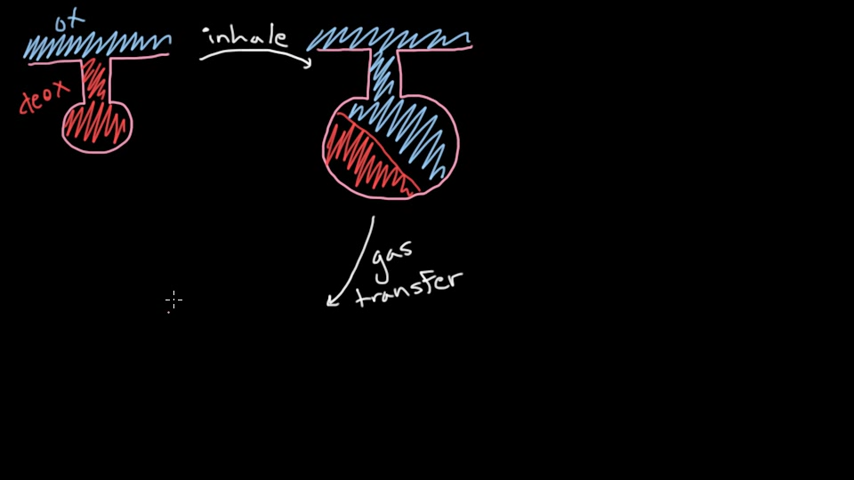 ox
inhale
deox
gas
transfer